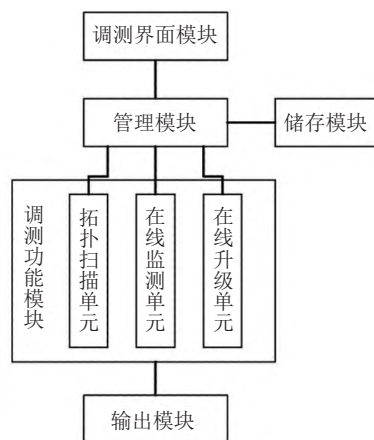 调测界面模块
管理模块
储存模块
调测功能模块
拓扑扫描单元
在线监测单元
在线升级单元
输出模块